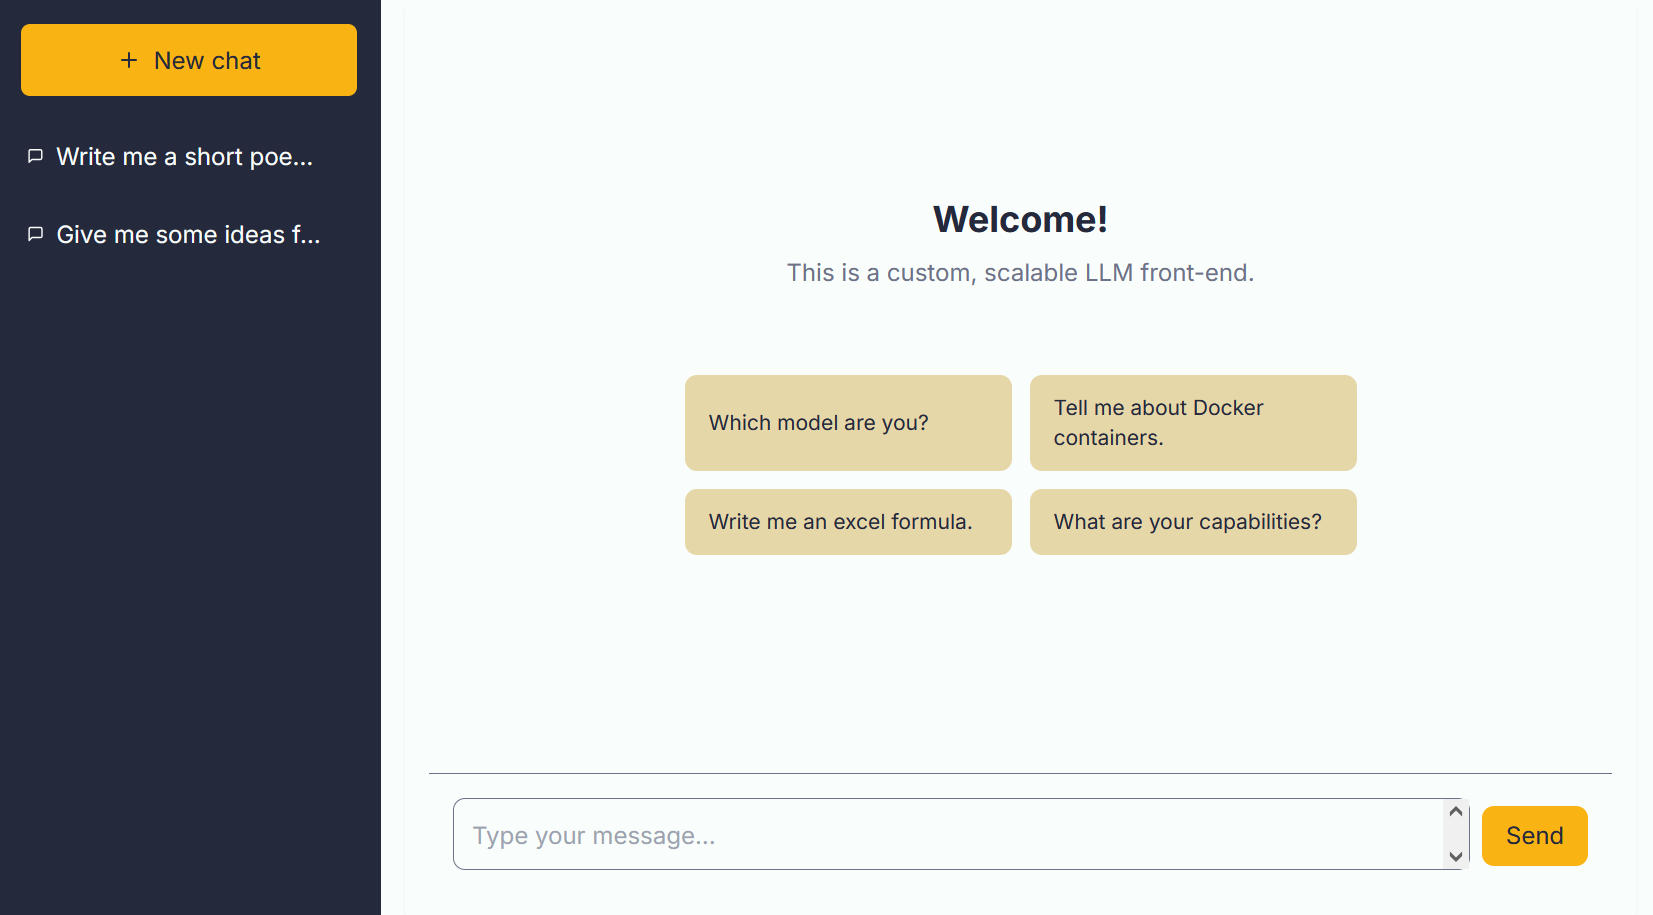 New chat
Write me a short poe...
Give me some ideas f...
Welcome!
This is a custom, scalable LLM front-end.
Which model are you?
Tell me about Docker
containers.
Write me an excel formula.
What are your capabilities?
Type your message...
Send